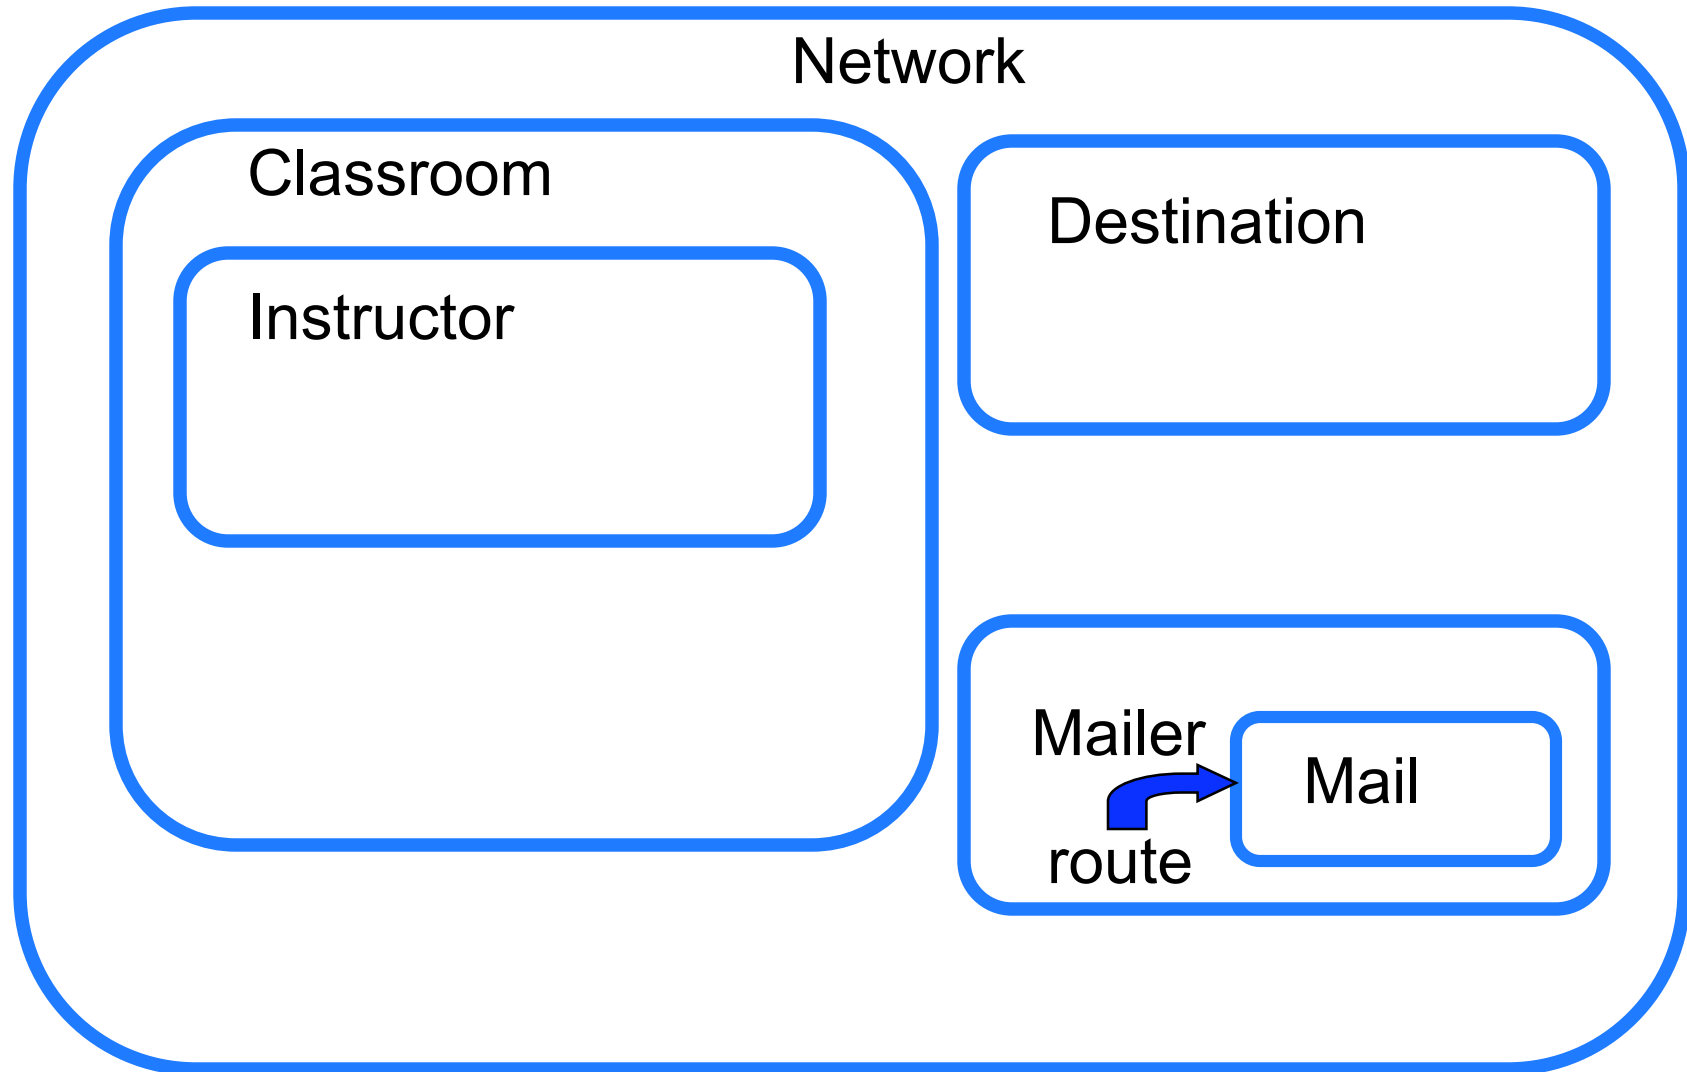 Network
Classroom
Instructor
Destination
Mailer
Mail
route